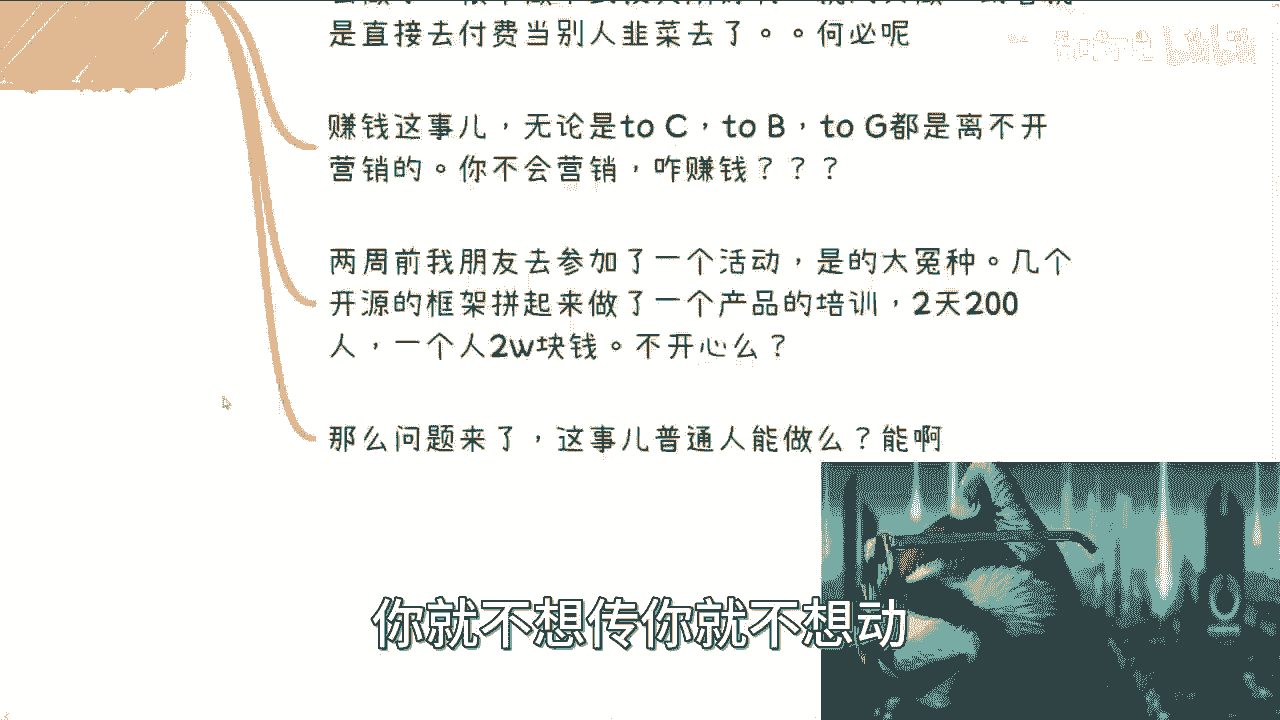 是直接去付费当别人韭菜去了。。何必呢
赚钱这事儿，无论是to C，to B，to G都是离不开
营销的。你不会营销，咋赚钱？？？
两周前我朋友去参加了一个活动，是的大冤种。几个
开源的框架拼起来做了一个产品的培训，2天200
人，一个人2w块钱。不开心么？
那么问题来了，这事儿普通人能做么？能啊
你就不想传你就不想动